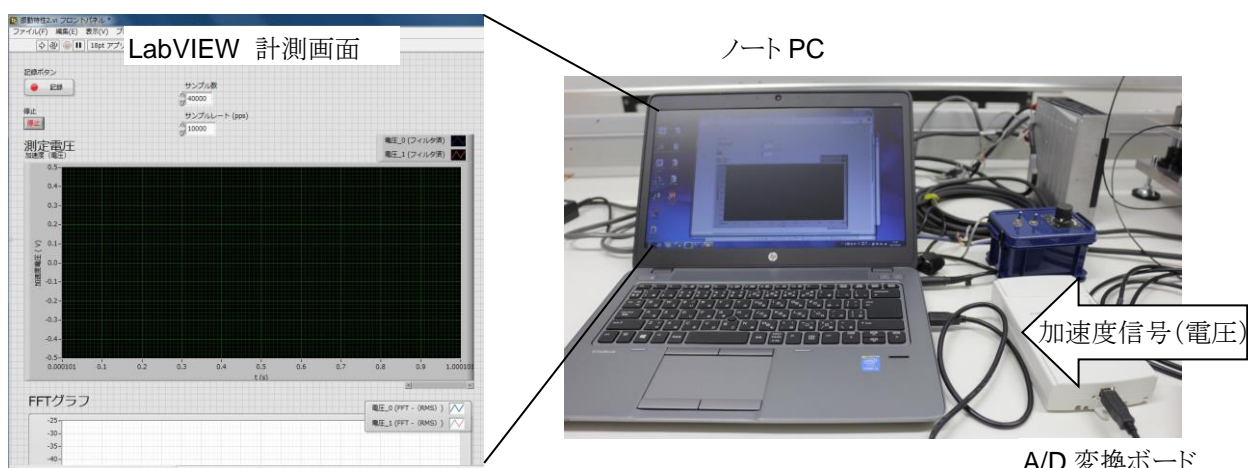 振動特性2.vi フロントパネル *
ファイル(F) 編集(E) 表示(V)
18pt アプリ
LabVIEW 計測画面
ノート PC
記録ボタン
記録
サンプル数
40000
停止
停止
サンプルレート (pps)
10000
測定電圧
加速度 (電圧)
電圧_0 (フィルタ済)
電圧_1 (フィルタ済)
0.5
0.4
0.3
0.2
0.1
0.0
-0.1
-0.2
-0.3
-0.4
-0.5
加速度電圧 (V)
0.000101 0.1 0.2 0.3 0.4 0.5 0.6 0.7 0.8 0.9 1.000101
t (s)
FFTグラフ
電圧_0 (FFT - (RMS) )
電圧_1 (FFT - (RMS) )
-25
-30
-35
-40
hp
加速度信号(電圧)
A/D 変換ボード